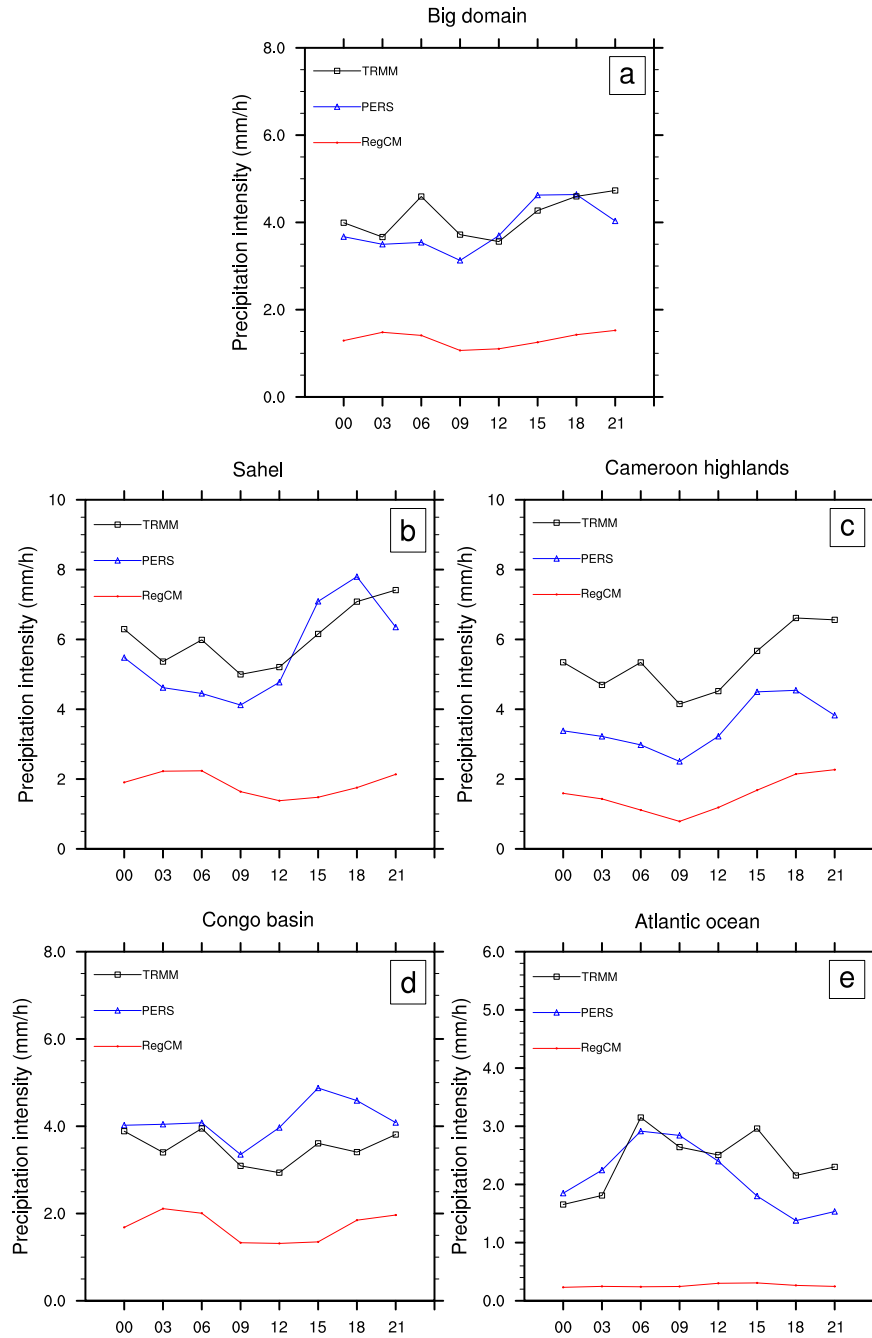 Big domain
a
Precipitation intensity (mm/h)
8.0
6.0
4.0
2.0
0.0
TRMM
PERS
RegCM
00 03 06 09 12 15 18 21
Sahel
b
Precipitation intensity (mm/h)
10
8
6
4
2
0
TRMM
PERS
RegCM
00 03 06 09 12 15 18 21
Cameroon highlands
c
Precipitation intensity (mm/h)
10
8
6
4
2
0
TRMM
PERS
RegCM
00 03 06 09 12 15 18 21
Congo basin
d
Precipitation intensity (mm/h)
8.0
6.0
4.0
2.0
0.0
TRMM
PERS
RegCM
00 03 06 09 12 15 18 21
Atlantic ocean
e
Precipitation intensity (mm/h)
6.0
5.0
4.0
3.0
2.0
1.0
0.0
TRMM
PERS
RegCM
00 03 06 09 12 15 18 21